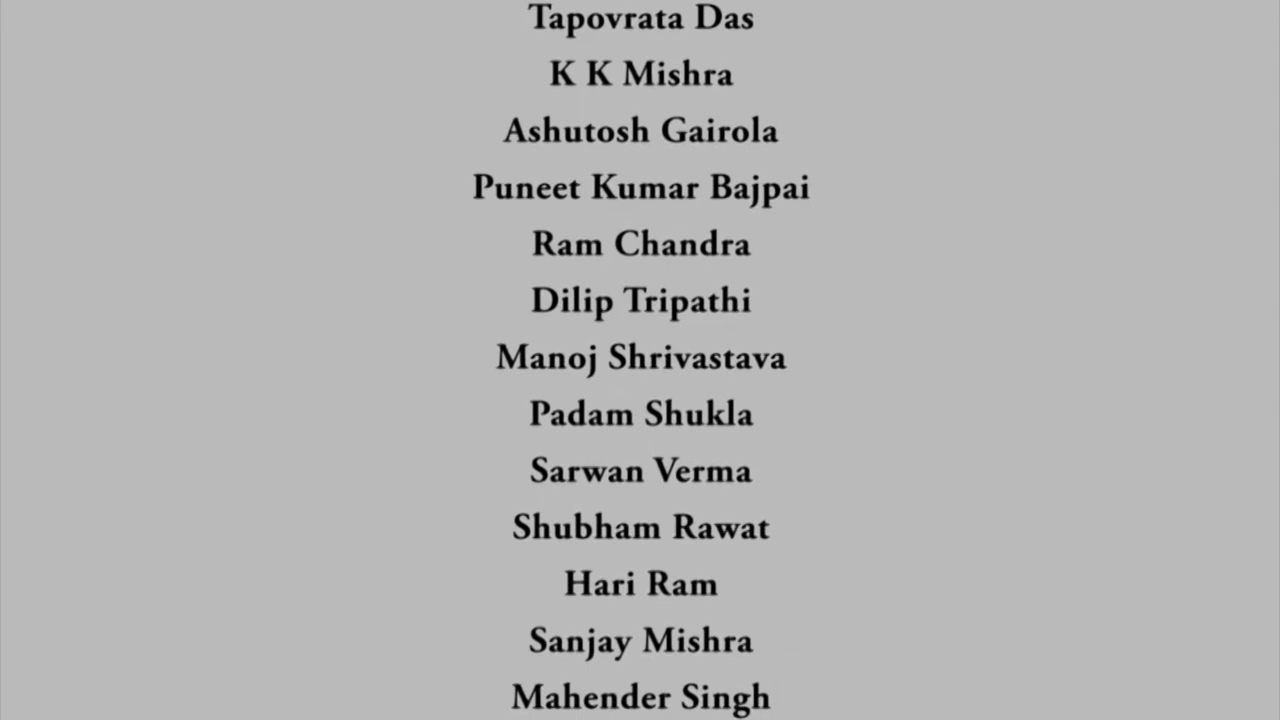 Tapovrata Das
K K Mishra
Ashutosh Gairola
Puneet Kumar Bajpai
Ram Chandra
Dilip Tripathi
Manoj Shrivastava
Padam Shukla
Sarwan Verma
Shubham Rawat
Hari Ram
Sanjay Mishra
Mahender Singh